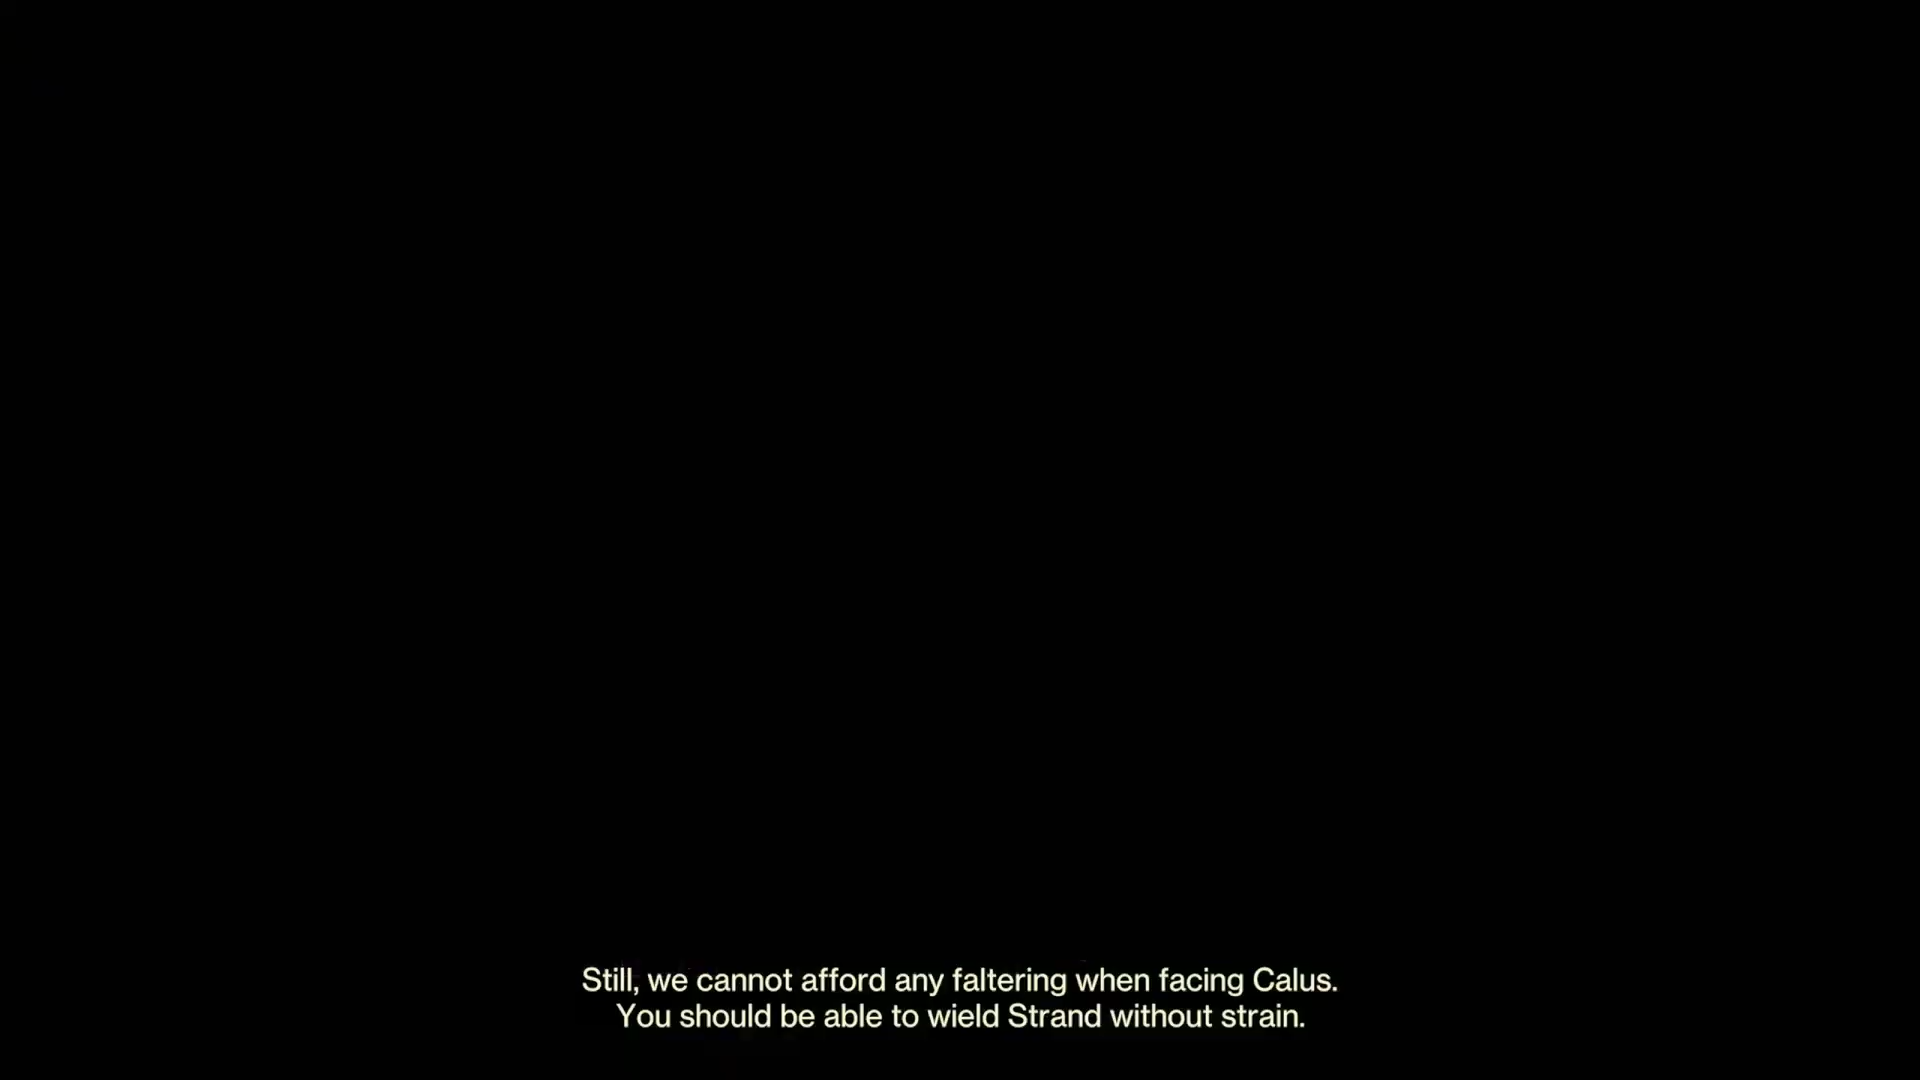 Still, we cannot afford any faltering when facing Calus.
You should be able to wield Strand without strain.